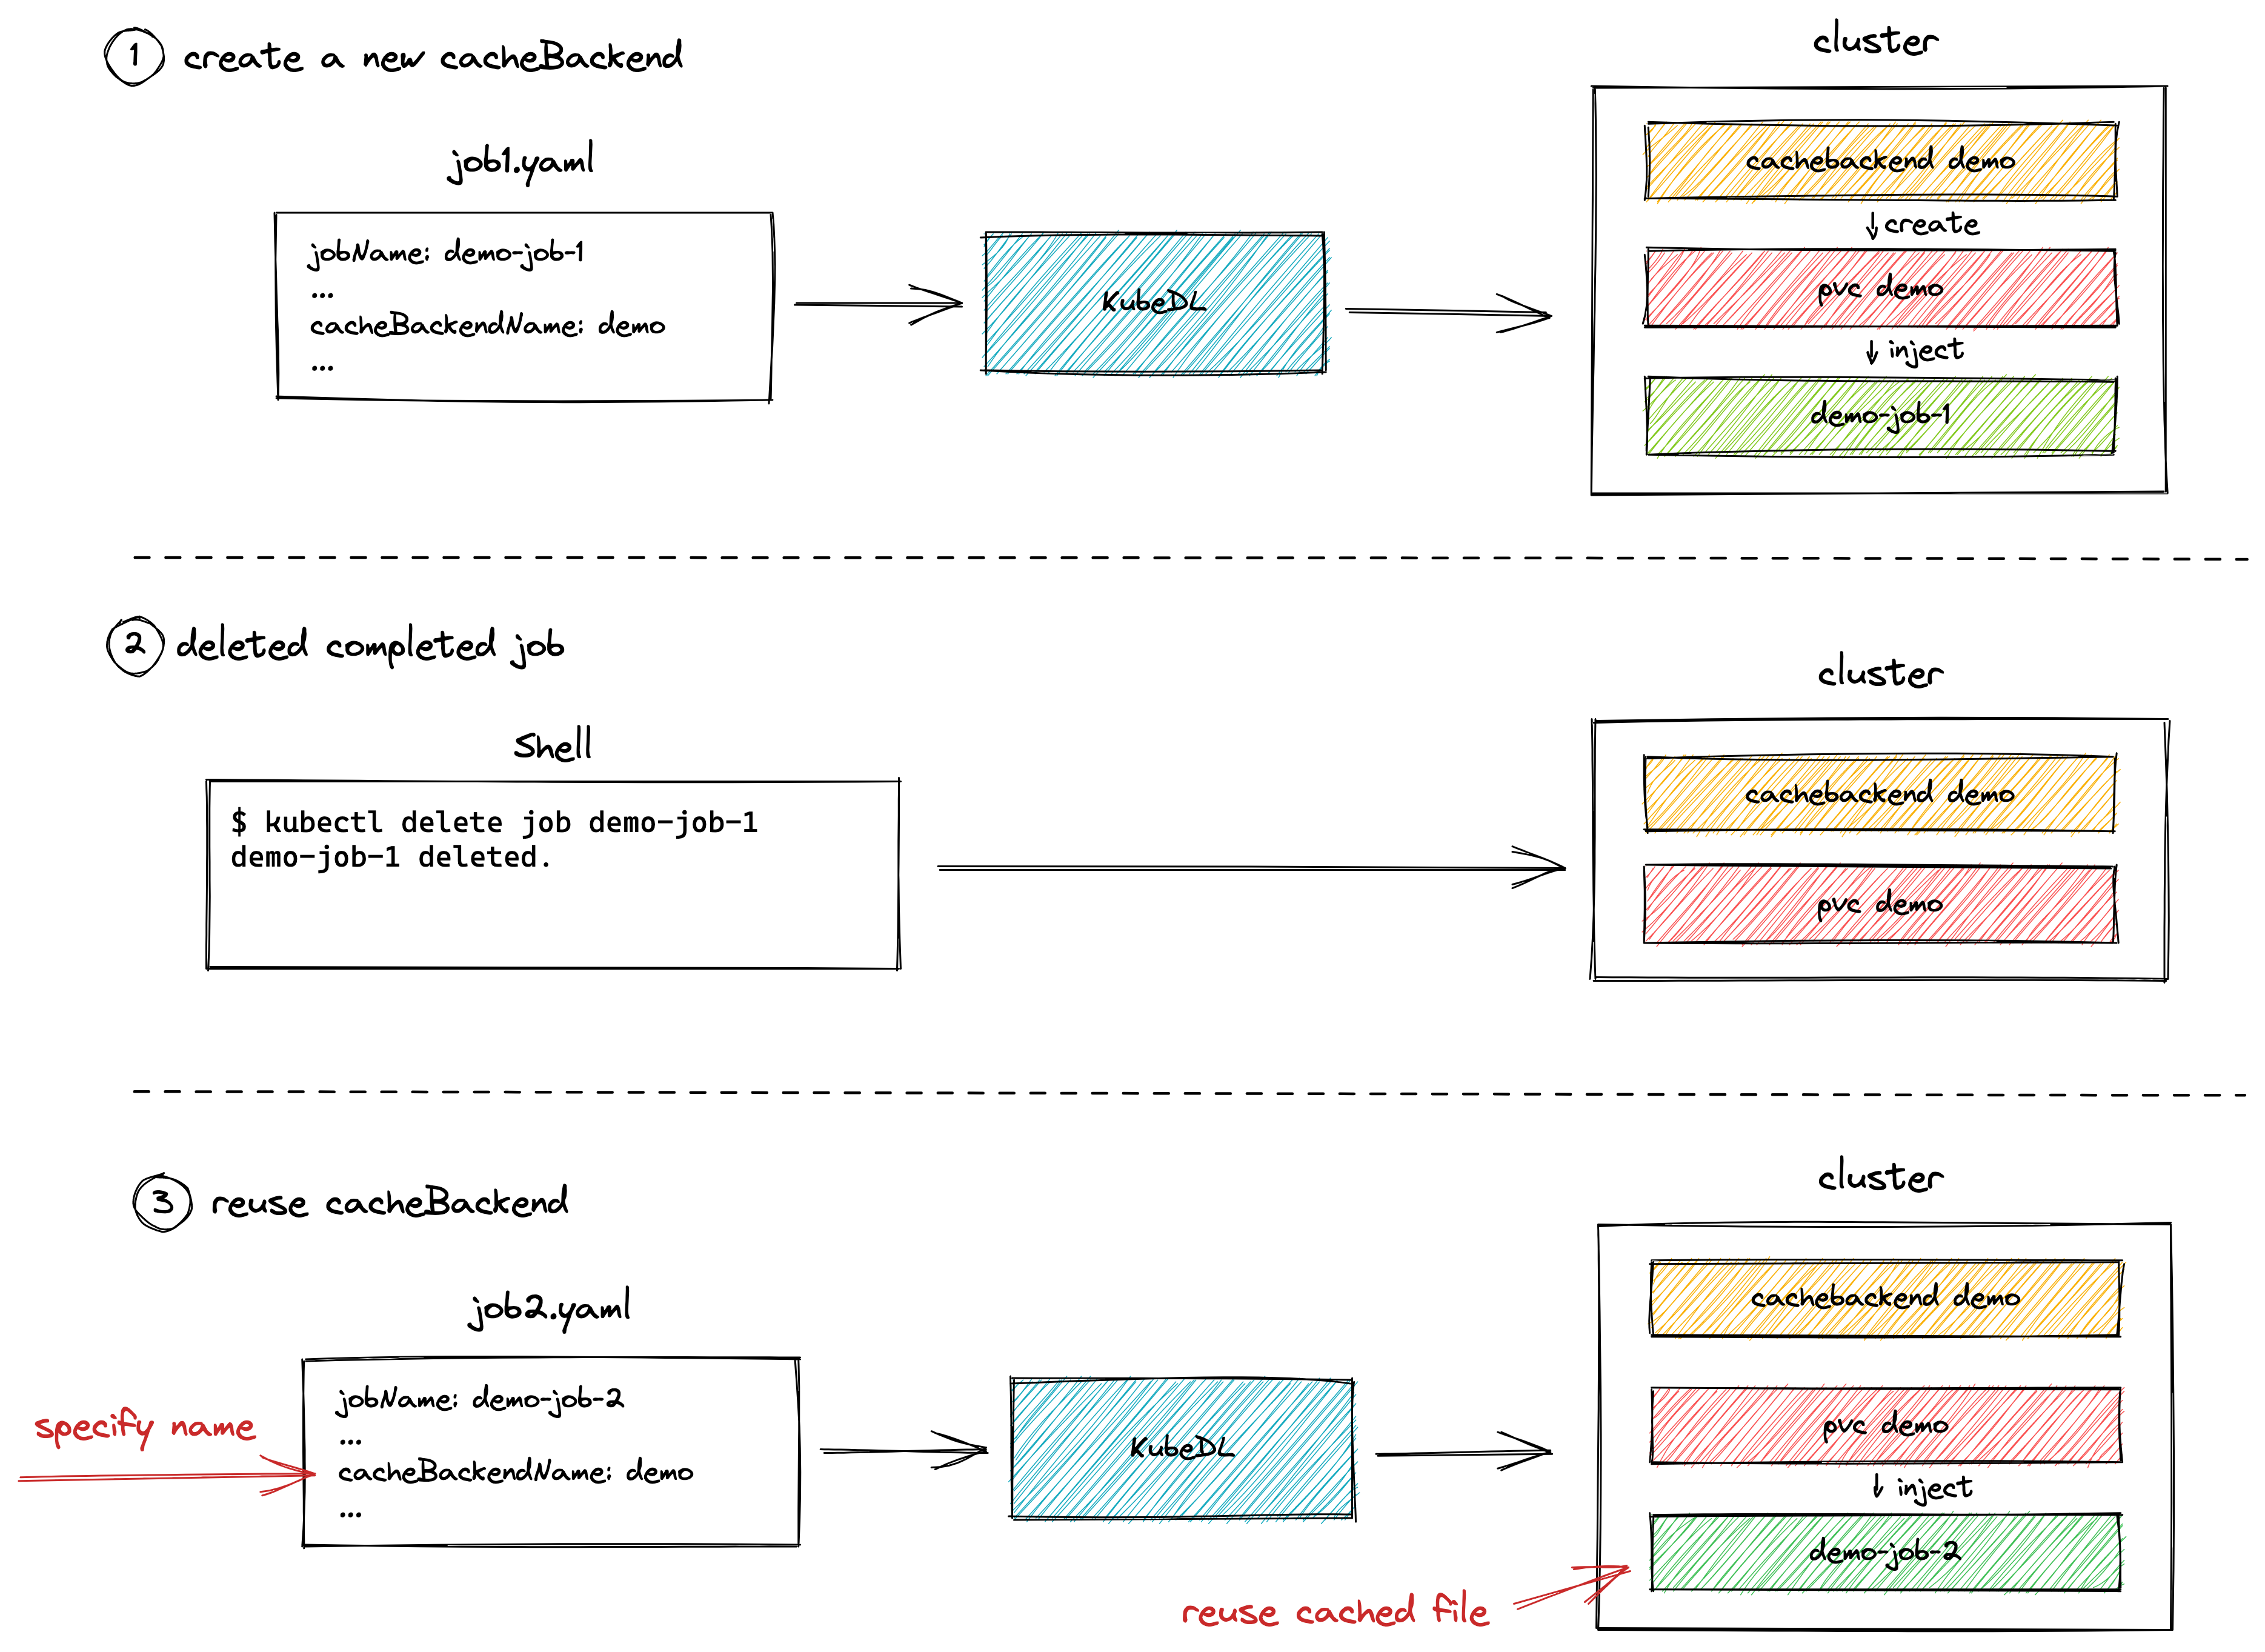 1 create a new cacheBackend
job1.yaml
jobName: demo-job-1
...
cacheBackendName: demo
...
KubeDL
cluster
cachebackend demo
↓ create
pvc demo
↓ inject
demo-job-1
2 deleted completed job
Shell
$ kubectl delete job demo-job-1
demo-job-1 deleted.
cluster
cachebackend demo
pvc demo
3 reuse cacheBackend
job2.yaml
specify name
jobName: demo-job-2
...
cacheBackendName: demo
...
KubeDL
cluster
cachebackend demo
pvc demo
↓ inject
demo-job-2
reuse cached file